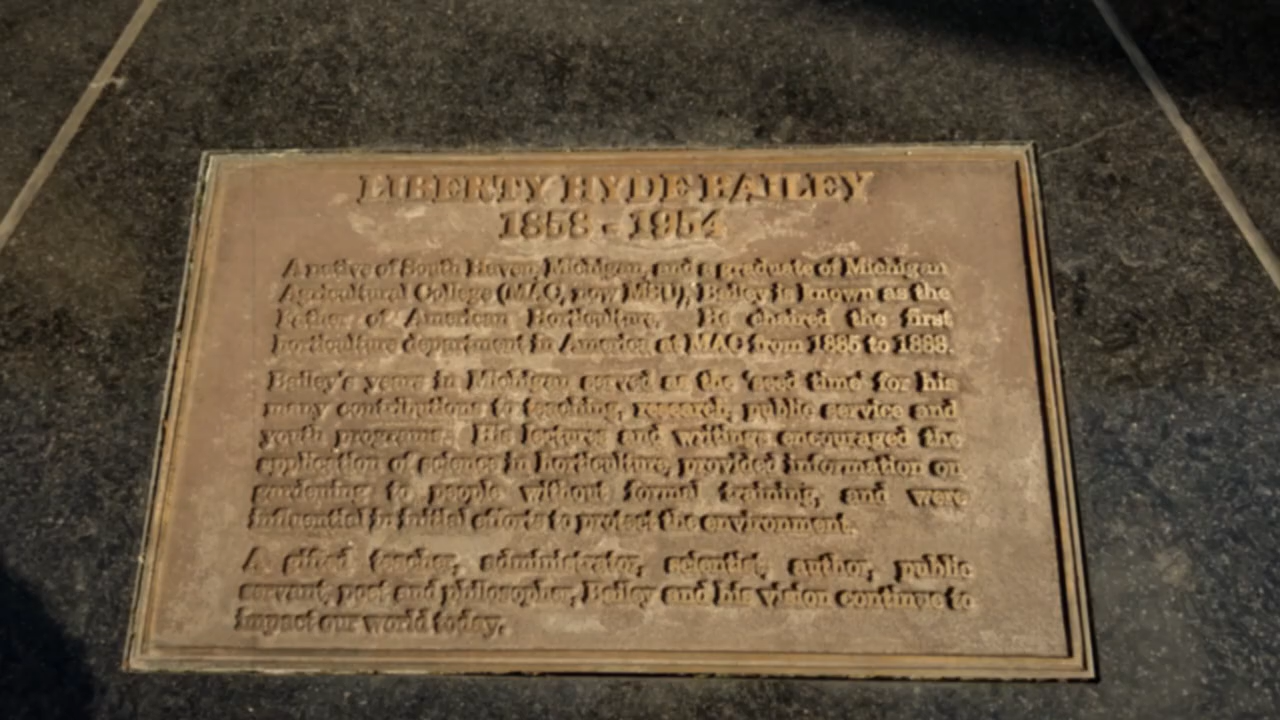 LIBERTY HYDE BAILEY
1858 - 1954
A native of South Haven, Michigan, and a graduate of Michigan
Agricultural College (MAC, now MSU), Bailey is known as the
Father of American Horticulture. He chaired the first
horticulture department in America at MAC from 1885 to 1888.
Bailey's years in Michigan served as the 'seed time' for his
many contributions to teaching, research, public service and
youth programs. His lectures and writings encouraged the
application of science in horticulture, provided information on
gardening to people without formal training, and were
influential in initial efforts to protect the environment.
A gifted teacher, administrator, scientist, author, public
servant, poet and philosopher, Bailey and his vision continue to
impact our world today.